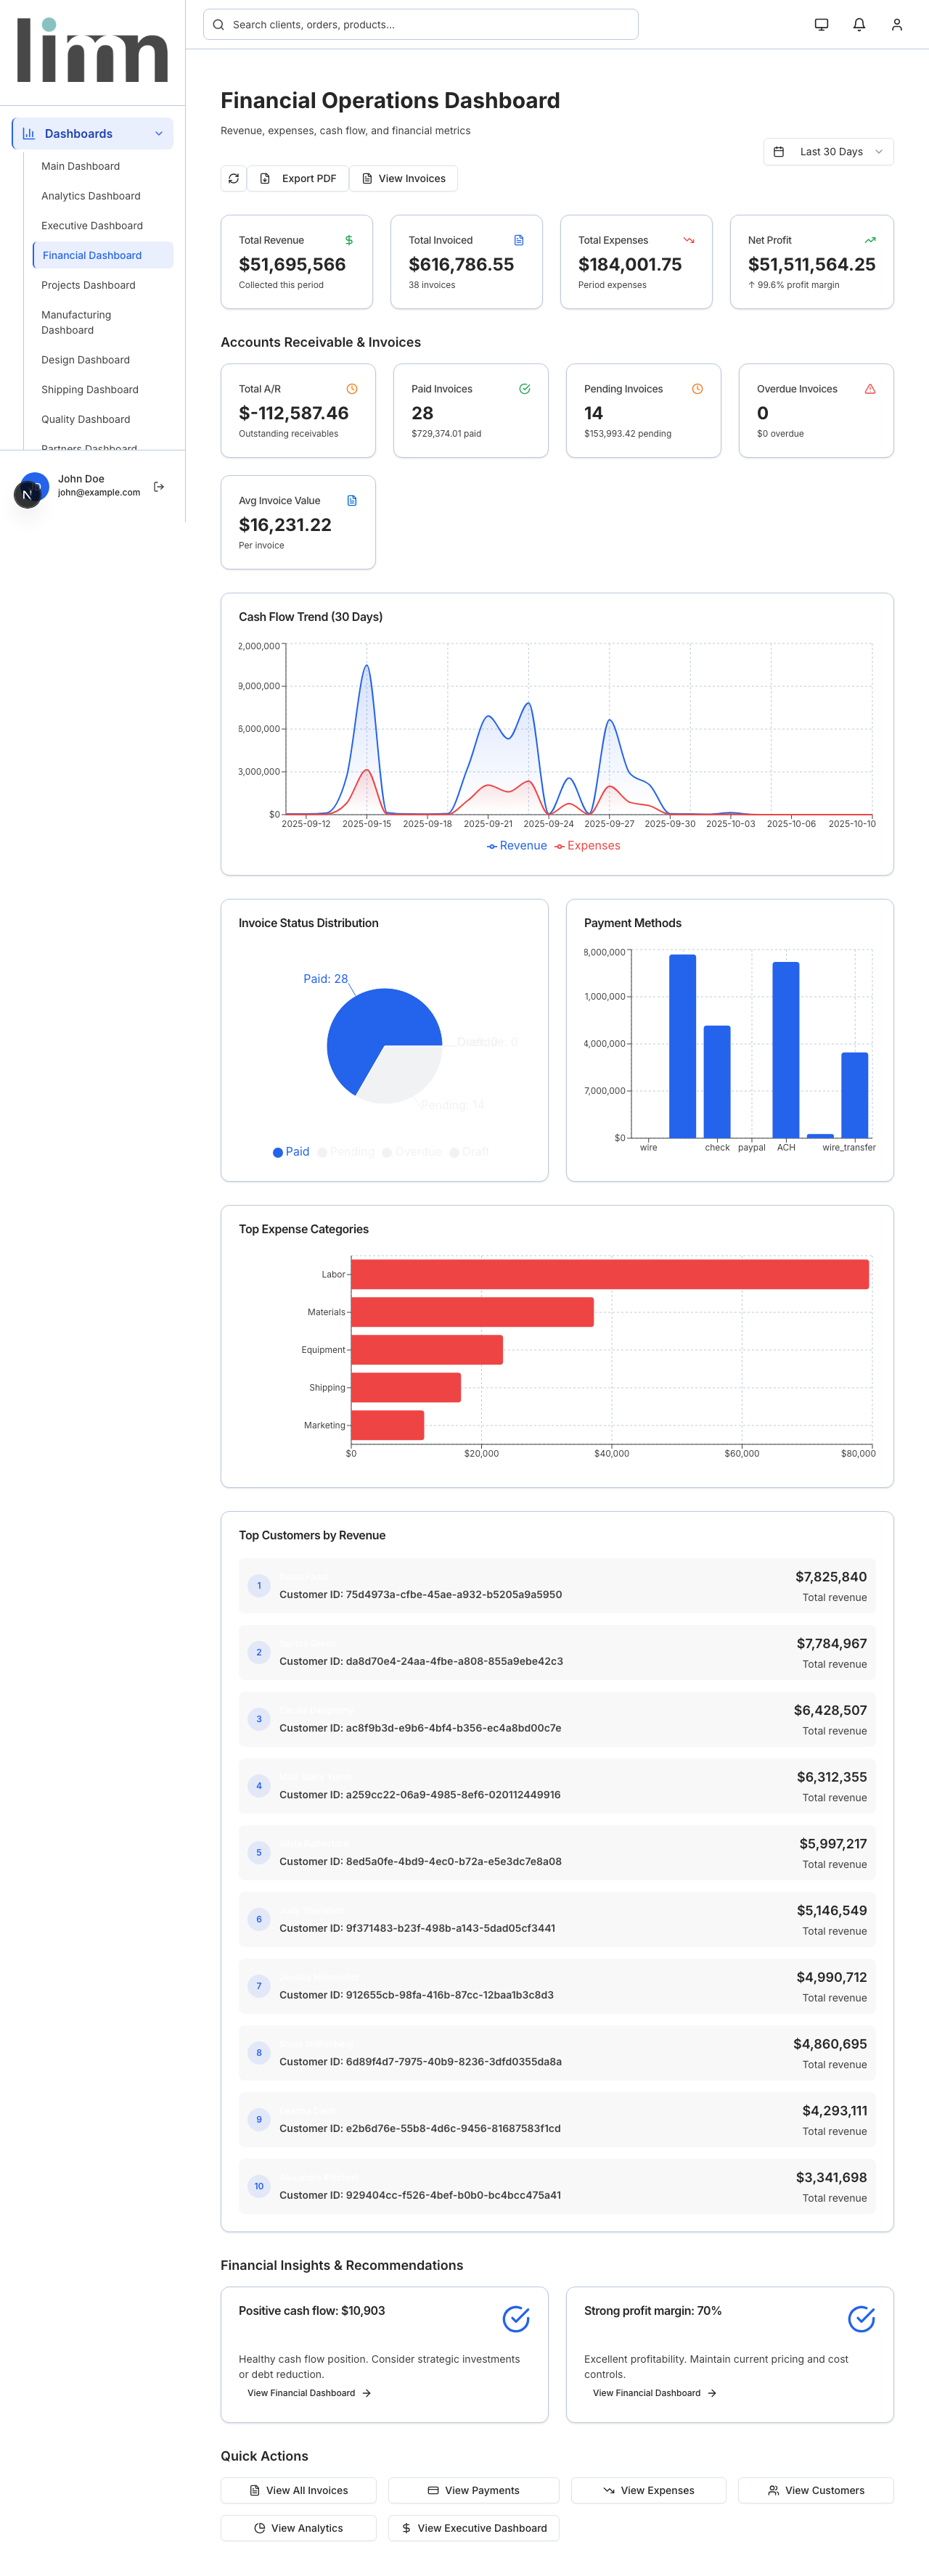 limn
Search clients, orders, products...
Dashboards
Main Dashboard
Analytics Dashboard
Executive Dashboard
Financial Dashboard
Projects Dashboard
Manufacturing
Dashboard
Design Dashboard
Shipping Dashboard
Quality Dashboard
Partners Dashboard
John Doe
john@example.com
N
Financial Operations Dashboard
Revenue, expenses, cash flow, and financial metrics
Last 30 Days
Export PDF
View Invoices
Total Revenue
$51,695,566
Collected this period
Total Invoiced
$616,786.55
38 invoices
Total Expenses
$184,001.75
Period expenses
Net Profit
$51,511,564.25
↑ 99.6% profit margin
Accounts Receivable & Invoices
Total A/R
$-112,587.46
Outstanding receivables
Paid Invoices
28
$729,374.01 paid
Pending Invoices
14
$153,993.42 pending
Overdue Invoices
0
$0 overdue
Avg Invoice Value
$16,231.22
Per invoice
Cash Flow Trend (30 Days)
2,000,000
9,000,000
6,000,000
3,000,000
$0
2025-09-12 2025-09-15 2025-09-18 2025-09-21 2025-09-24 2025-09-27 2025-09-30 2025-10-03 2025-10-06 2025-10-10
Revenue Expenses
Invoice Status Distribution
Paid: 28
Pending: 14
Paid Pending Overdue Draft
Payment Methods
8,000,000
1,000,000
4,000,000
7,000,000
$0
wire check paypal ACH wire_transfer
Top Expense Categories
Labor
Materials
Equipment
Shipping
Marketing
$0 $20,000 $40,000 $60,000 $80,000
Top Customers by Revenue
1
Customer ID: 75d4973a-cfbe-45ae-a932-b5205a9a5950
$7,825,840
Total revenue
2
Customer ID: da8d70e4-24aa-4fbe-a808-855a9ebe42c3
$7,784,967
Total revenue
3
Customer ID: ac8f9b3d-e9b6-4bf4-b356-ec4a8bd00c7e
$6,428,507
Total revenue
4
Customer ID: a259cc22-06a9-4985-8ef6-020112449916
$6,312,355
Total revenue
5
Customer ID: 8ed5a0fe-4bd9-4ec0-b72a-e5e3dc7e8a08
$5,997,217
Total revenue
6
Customer ID: 9f371483-b23f-498b-a143-5dad05cf3441
$5,146,549
Total revenue
7
Customer ID: 912655cb-98fa-416b-87cc-12baa1b3c8d3
$4,990,712
Total revenue
8
Customer ID: 6d89f4d7-7975-40b9-8236-3dfd0355da8a
$4,860,695
Total revenue
9
Customer ID: e2b6d76e-55b8-4d6c-9456-81687583f1cd
$4,293,111
Total revenue
10
Customer ID: 929404cc-f526-4bef-b0b0-bc4bcc475a41
$3,341,698
Total revenue
Financial Insights & Recommendations
Positive cash flow: $10,903
Healthy cash flow position. Consider strategic investments
or debt reduction.
View Financial Dashboard
Strong profit margin: 70%
Excellent profitability. Maintain current pricing and cost
controls.
View Financial Dashboard
Quick Actions
View All Invoices
View Payments
View Expenses
View Customers
View Analytics
View Executive Dashboard